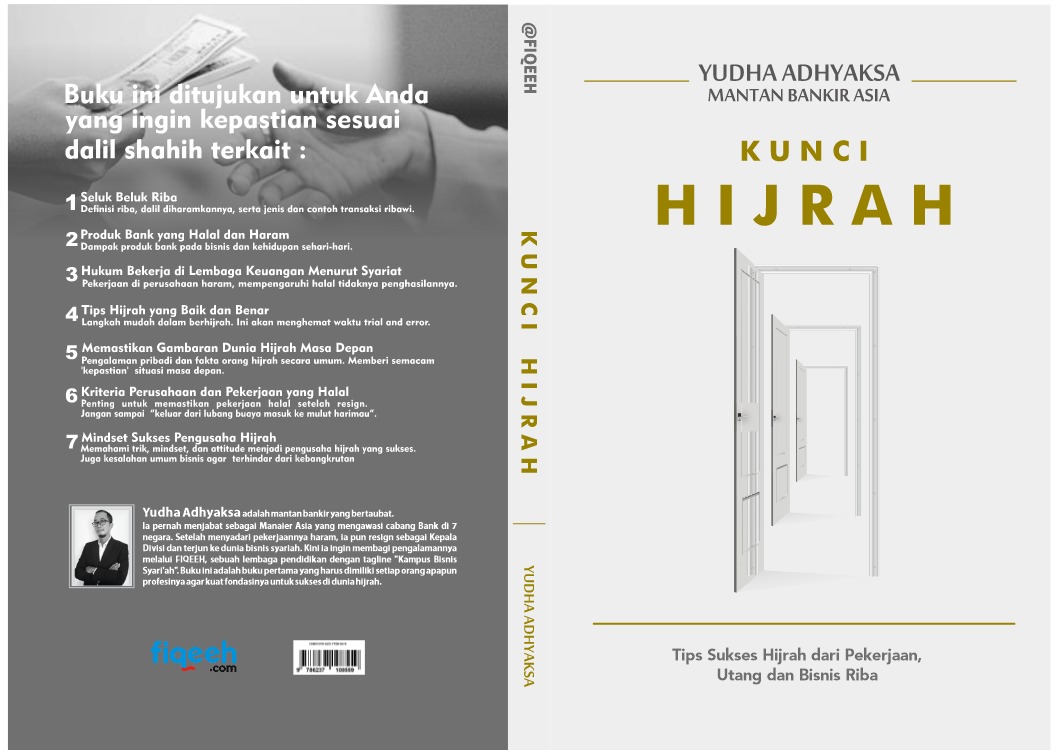 Buku ini ditujukan untuk Anda
yang ingin kepastian sesuai
dalil shahih terkait :
1 Seluk Beluk Riba
Definisi riba, dalil diharamkannya, serta jenis dan contoh transaksi ribawi.
2 Produk Bank yang Halal dan Haram
Dampak produk bank pada bisnis dan kehidupan sehari-hari.
3 Hukum Bekerja di Lembaga Keuangan Menurut Syariat
Pekerjaan di perusahaan haram, mempengaruhi halal tidaknya penghasilannya.
4 Tips Hijrah yang Baik dan Benar
Langkah mudah dalam berhijrah. Ini akan menghemat waktu trial and error.
5 Memastikan Gambaran Dunia Hijrah Masa Depan
Pengalaman pribadi dan fakta orang hijrah secara umum. Memberi semacam
'kepastian' situasi masa depan.
6 Kriteria Perusahaan dan Pekerjaan yang Halal
Penting untuk memastikan pekerjaan halal setelah resign.
Jangan sampai "keluar dari lubang buaya masuk ke mulut harimau".
7 Mindset Sukses Pengusaha Hijrah
Memahami trik, mindset, dan attitude menjadi pengusaha hijrah yang sukses.
Juga kesalahan umum bisnis agar terhindar dari kebangkrutan
Yudha Adhyaksa adalah mantan bankir yang bertaubat.
Ia pernah menjabat sebagai Manaier Asia yang mengawasi cabang Bank di 7
negara. Setelah menyadari pekerjaannya haram, ia pun resign sebagai Kepala
Divisi dan terjun ke dunia bisnis syariah. Kini ia ingin membagi pengalamannya
melalui FIQEEH, sebuah lembaga pendidikan dengan tagline "Kampus Bisnis
Syari'ah". Buku ini adalah buku pertama yang harus dimiliki setiap orang apapun
profesinya agar kuat fondasinya untuk sukses di dunia hijrah.
fiqeeh
.com
@FIQEEH
KUNCI HIJRAH
YUDHA ADHYAKSA
YUDHA ADHYAKSA
MANTAN BANKIR ASIA
KUNCI
HIJRAH
Tips Sukses Hijrah dari Pekerjaan,
Utang dan Bisnis Riba